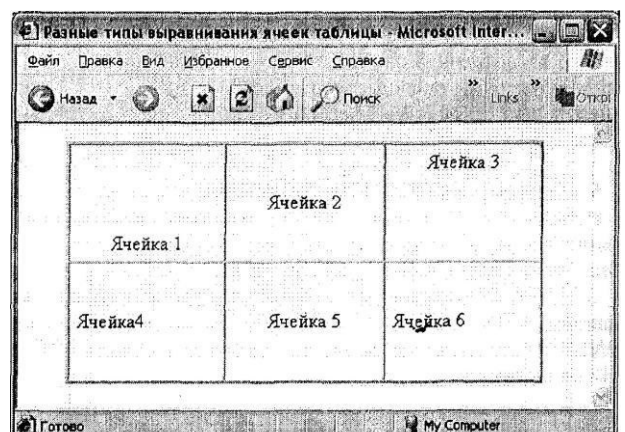 Разные типы выравнивания ячеек таблицы - Microsoft Inter...
Файл Правка Вид Избранное Сервис Справка
Назад Поиск » Links »
Ячейка 3
Ячейка 2
Ячейка 1
Ячейка4 Ячейка 5 Ячейка 6
Готово My Computer